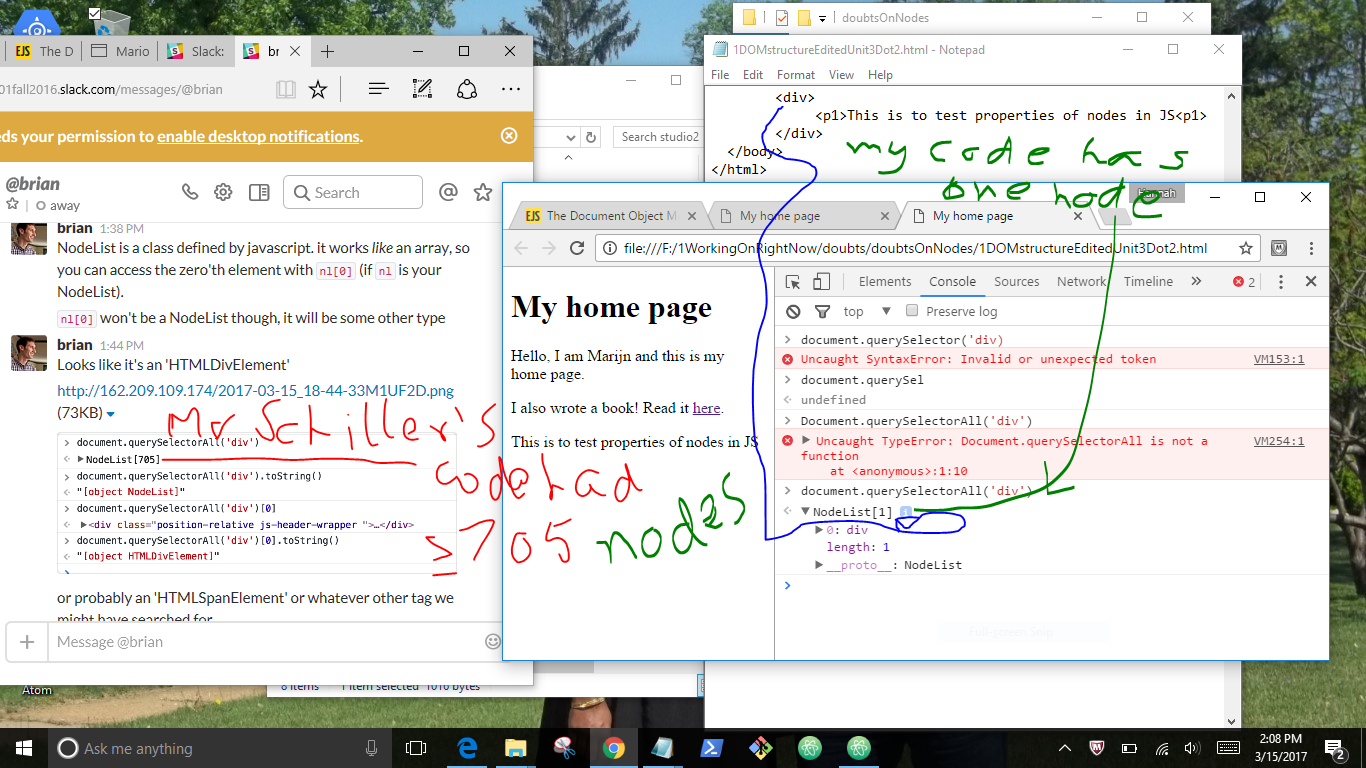 doubtsOnNodes
EJS The D
Mario
Slack:
br
01fall2016.slack.com/messages/@brian
eds your permission to enable desktop notifications.
@brian
away
Search
brian 1:38 PM
NodeList is a class defined by javascript. it works like an array, so
you can access the zero'th element with nl[0] (if nl is your
NodeList).
nl[0] won't be a NodeList though, it will be some other type
brian 1:44 PM
Looks like it's an 'HTMLDivElement'
http://162.209.109.174/2017-03-15_18-44-33M1UF2D.png
(73KB)
document.querySelectorAll('div')
NodeList[705]
document.querySelectorAll('div').toString()
"[object NodeList]"
document.querySelectorAll('div')[0]
<div class="position-relative js-header-wrapper ">…</div>
document.querySelectorAll('div')[0].toString()
"[object HTMLDivElement]"
or probably an 'HTMLSpanElement' or whatever other tag we
might have searched for
Message @brian
Mr Schiller's
code had
705 nodes
Search studio2
8 items 1 item selected 1016 bytes
Atom
1DOMstructureEditedUnit3Dot2.html - Notepad
File Edit Format View Help
<div>
<p1>This is to test properties of nodes in JS<p1>
</div>
</body>
</html>
my code has
one node
Hannah
EJS The Document Object M
My home page
My home page
file:///F:/1WorkingOnRightNow/doubts/doubtsOnNodes/1DOMstructureEditedUnit3Dot2.html
My home page
Hello, I am Marijn and this is my
home page.
I also wrote a book! Read it here.
This is to test properties of nodes in JS
Elements Console Sources Network Timeline 2
top Preserve log
document.querySelector('div)
Uncaught SyntaxError: Invalid or unexpected token VM153:1
document.querySel
undefined
Document.querySelectorAll('div')
Uncaught TypeError: Document.querySelectorAll is not a VM254:1
function
at <anonymous>:1:10
document.querySelectorAll('div')
NodeList[1]
0: div
length: 1
__proto__: NodeList
Full-screen Snip
Ask me anything
2:08 PM
3/15/2017
2